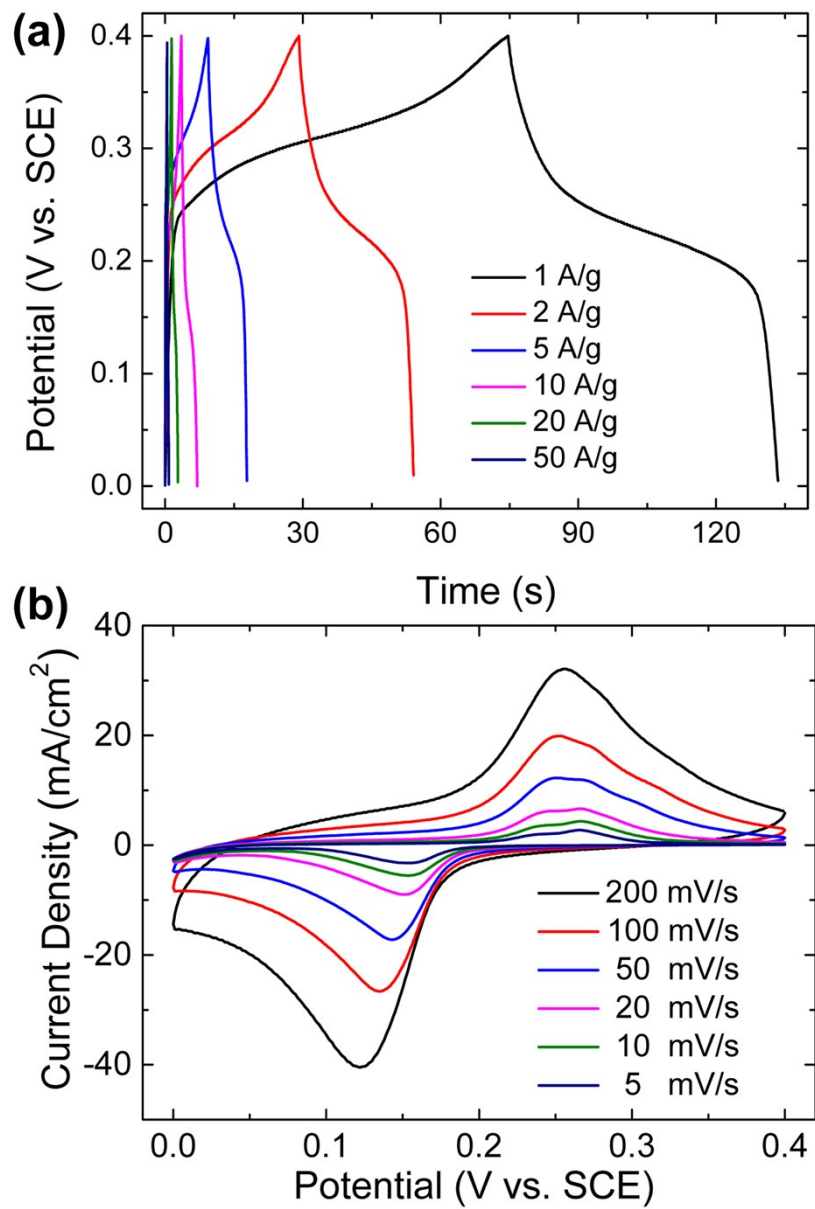 (a)
0.4
0.3
0.2
0.1
0.0
Potential (V vs. SCE)
1 A/g
2 A/g
5 A/g
10 A/g
20 A/g
50 A/g
0 30 60 90 120
Time (s)
(b)
40
20
0
-20
-40
Current Density (mA/cm²)
200 mV/s
100 mV/s
50 mV/s
20 mV/s
10 mV/s
5 mV/s
0.0 0.1 0.2 0.3 0.4
Potential (V vs. SCE)